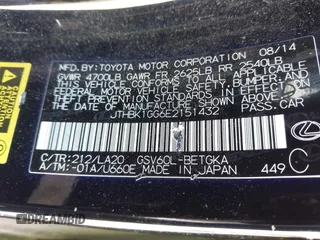 MFD. BY: TOYOTA MOTOR CORPORATION 08/14
GVWR 4700LB GAWR FR 2625LB RR 2540LB
THIS VEHICLE CONFORMS TO ALL APPLICABLE
FEDERAL MOTOR VEHICLE SAFETY, BUMPER, AND
THEFT PREVENTION STANDARDS IN EFFECT ON THE
DATE OF MANUFACTURE SHOWN ABOVE.
JTHBK1GG6E2151432 PASS. CAR
C/TR: 212/LA20 GSV60L-BETGKA
A/TM: -01A/U660E MADE IN JAPAN 449 C
DREAMBID